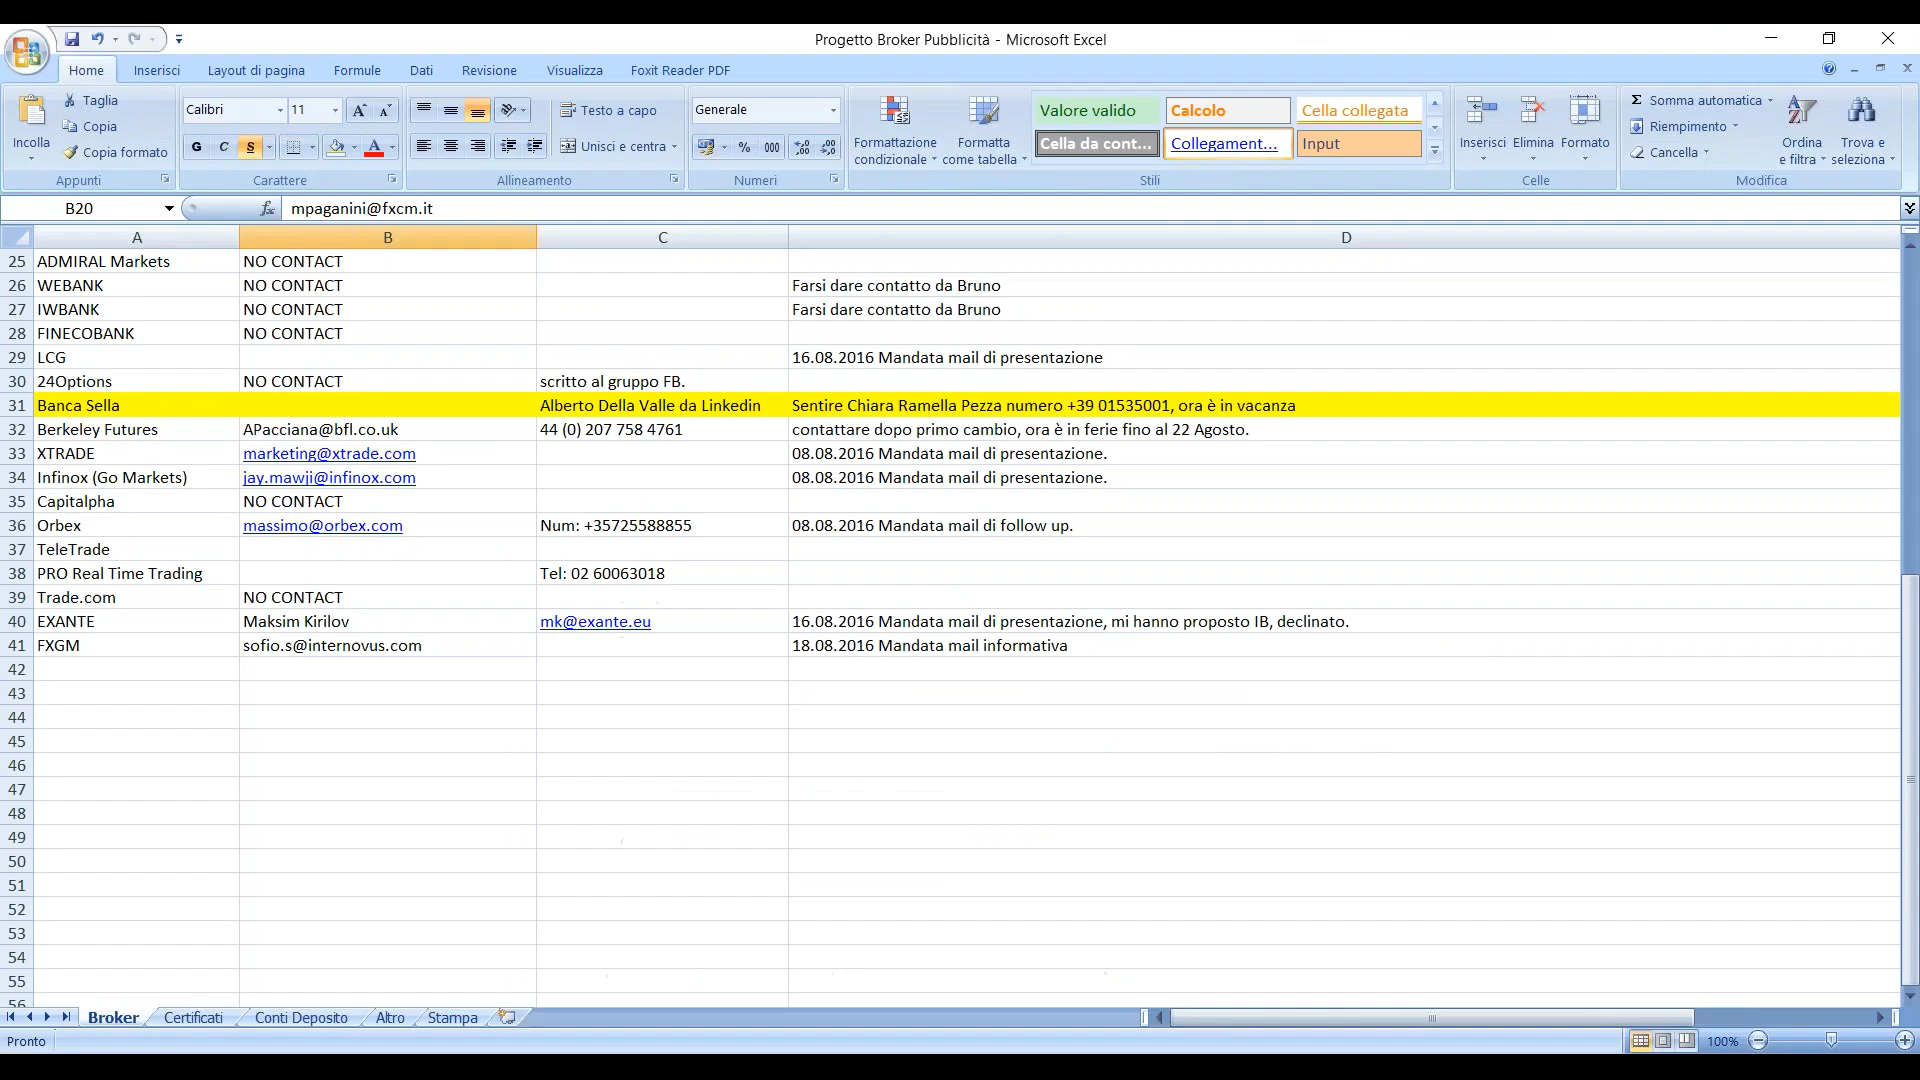 Progetto Broker Pubblicità - Microsoft Excel
Home Inserisci Layout di pagina Formule Dati Revisione Visualizza Foxit Reader PDF
Incolla
Taglia
Copia
Copia formato
Appunti
Calibri 11
G C S
Carattere
Testo a capo
Unisci e centra
Allineamento
Generale
% 000
Numeri
Formattazione condizionale
Formatta come tabella
Valore valido Calcolo Cella collegata
Cella da cont... Collegament... Input
Stili
Inserisci Elimina Formato
Celle
Somma automatica
Riempimento
Cancella
Ordina e filtra
Trova e seleziona
Modifica
B20 fx mpaganini@fxcm.it
A B C D
25 ADMIRAL Markets NO CONTACT
26 WEBANK NO CONTACT Farsi dare contatto da Bruno
27 IWBANK NO CONTACT Farsi dare contatto da Bruno
28 FINECOBANK NO CONTACT
29 LCG 16.08.2016 Mandata mail di presentazione
30 24Options NO CONTACT scritto al gruppo FB.
31 Banca Sella Alberto Della Valle da Linkedin Sentire Chiara Ramella Pezza numero +39 01535001, ora è in vacanza
32 Berkeley Futures APacciana@bfl.co.uk 44 (0) 207 758 4761 contattare dopo primo cambio, ora è in ferie fino al 22 Agosto.
33 XTRADE marketing@xtrade.com 08.08.2016 Mandata mail di presentazione.
34 Infinox (Go Markets) jay.mawji@infinox.com 08.08.2016 Mandata mail di presentazione.
35 Capitalpha NO CONTACT
36 Orbex massimo@orbex.com Num: +35725588855 08.08.2016 Mandata mail di follow up.
37 TeleTrade
38 PRO Real Time Trading Tel: 02 60063018
39 Trade.com NO CONTACT
40 EXANTE Maksim Kirilov mk@exante.eu 16.08.2016 Mandata mail di presentazione, mi hanno proposto IB, declinato.
41 FXGM sofio.s@internovus.com 18.08.2016 Mandata mail informativa
42
43
44
45
46
47
48
49
50
51
52
53
54
55
56
Broker Certificati Conti Deposito Altro Stampa
Pronto 100%